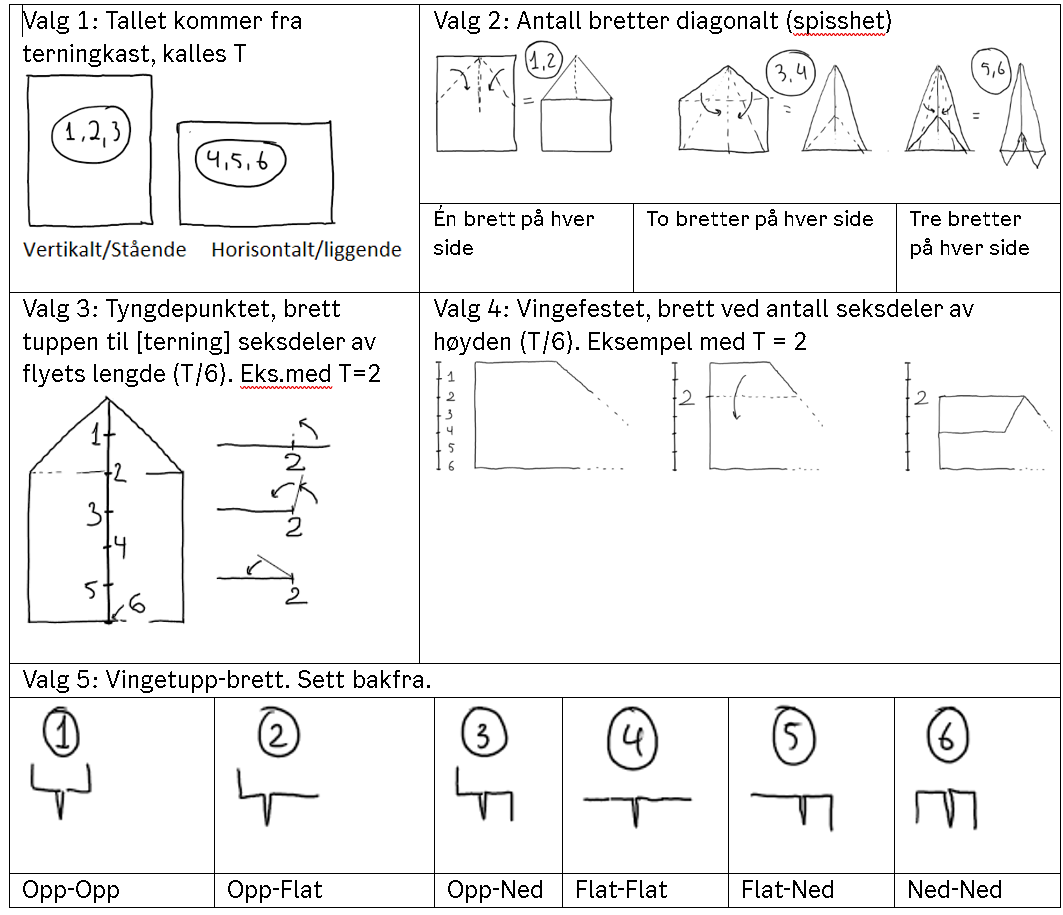 Valg 1: Tallet kommer fra
terningkast, kalles T
1,2,3
4,5,6
Vertikalt/Stående
Horisontalt/liggende
Valg 2: Antall bretter diagonalt (spisshet)
1,2
=
3,4
=
5,6
=
Én brett på hver
side
To bretter på hver side
Tre bretter
på hver side
Valg 3: Tyngdepunktet, brett
tuppen til [terning] seksdeler av
flyets lengde (T/6). Eks.med T=2
1
2
3
4
5
6
2
2
2
Valg 4: Vingefestet, brett ved antall seksdeler av
høyden (T/6). Eksempel med T = 2
1
2
3
4
5
6
2
2
Valg 5: Vingetupp-brett. Sett bakfra.
1
2
3
4
5
6
Opp-Opp
Opp-Flat
Opp-Ned
Flat-Flat
Flat-Ned
Ned-Ned